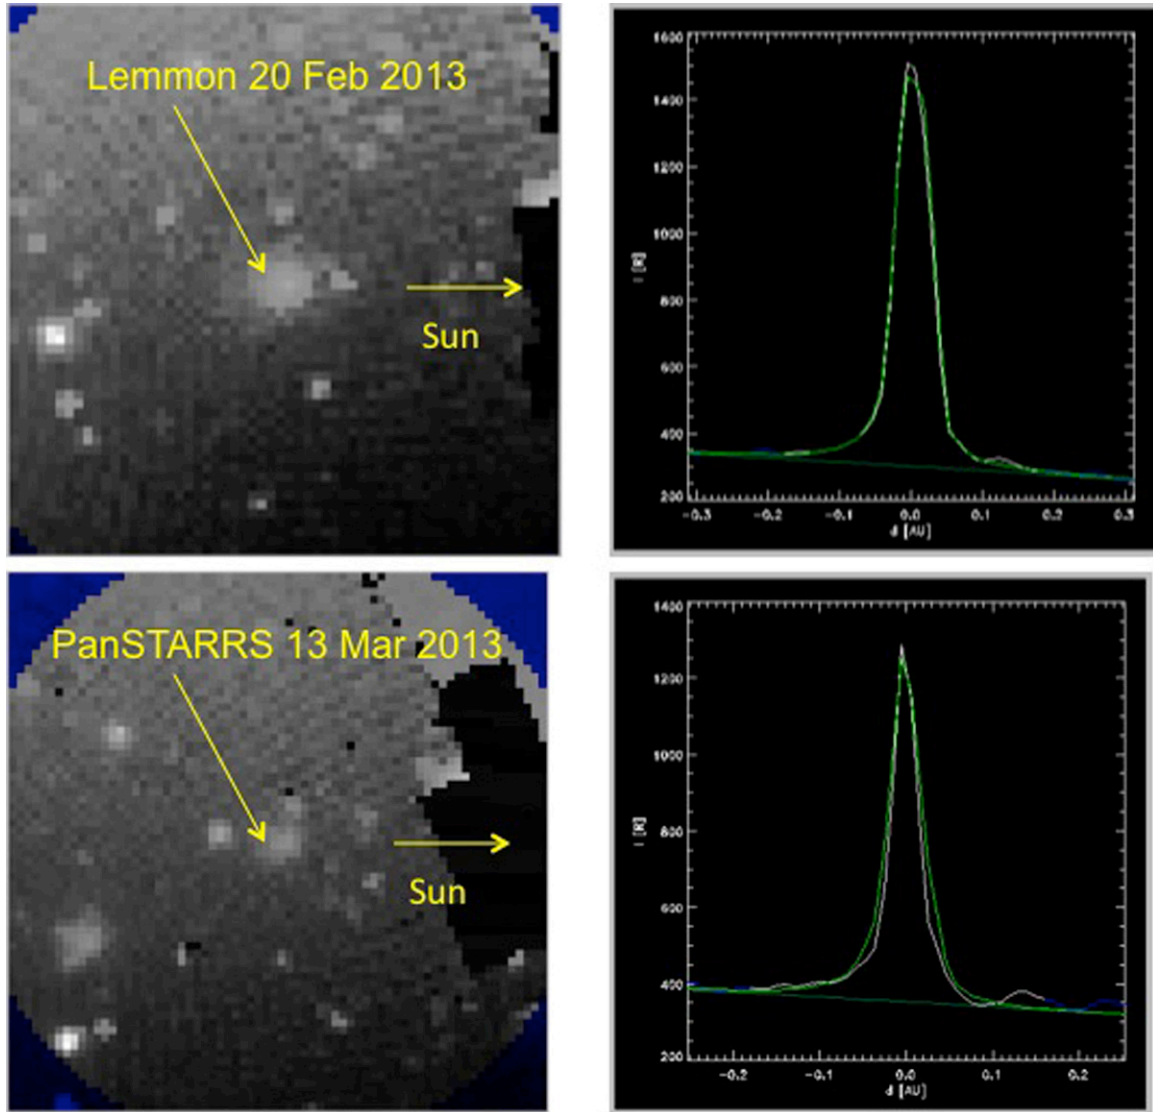 Lemmon 20 Feb 2013
Sun
1600
1400
1200
1000
800
600
400
200
I [R]
-0.3 -0.2 -0.1 0.0 0.1 0.2 0.3
d [AU]
PanSTARRS 13 Mar 2013
Sun
1400
1200
1000
800
600
400
200
I [R]
-0.2 -0.1 0.0 0.1 0.2
d [AU]